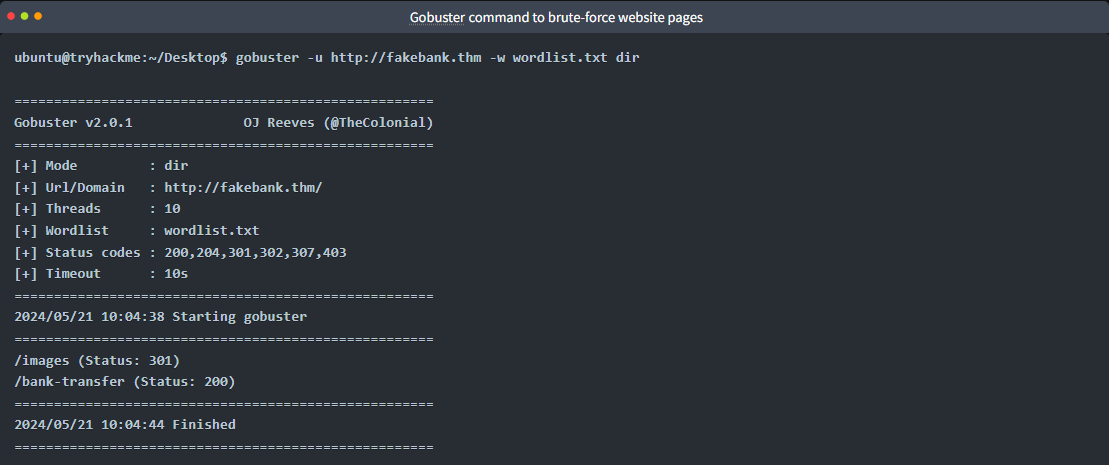 Gobuster command to brute-force website pages
ubuntu@tryhackme:~/Desktop$ gobuster -u http://fakebank.thm -w wordlist.txt dir
=====================================================
Gobuster v2.0.1              OJ Reeves (@TheColonial)
=====================================================
[+] Mode         : dir
[+] Url/Domain   : http://fakebank.thm/
[+] Threads      : 10
[+] Wordlist     : wordlist.txt
[+] Status codes : 200,204,301,302,307,403
[+] Timeout      : 10s
=====================================================
2024/05/21 10:04:38 Starting gobuster
=====================================================
/images (Status: 301)
/bank-transfer (Status: 200)
=====================================================
2024/05/21 10:04:44 Finished
=====================================================